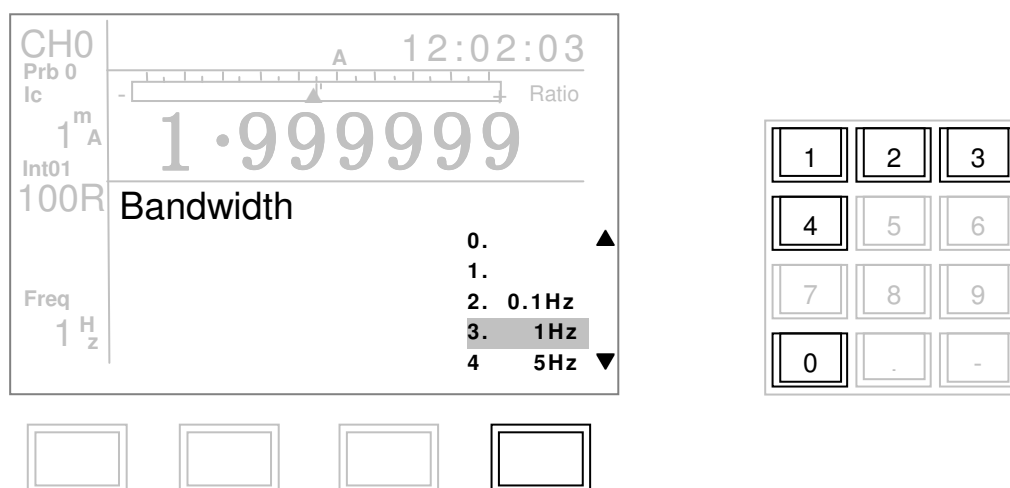 CH0
A 12:02:03
Prb 0
Ic
- + Ratio
1 m A
1.999999
Int01
100R
Bandwidth
0.
1.
2. 0.1Hz
3. 1Hz
4 5Hz
Freq
1 Hz
1 2 3
4 5 6
7 8 9
0 . -